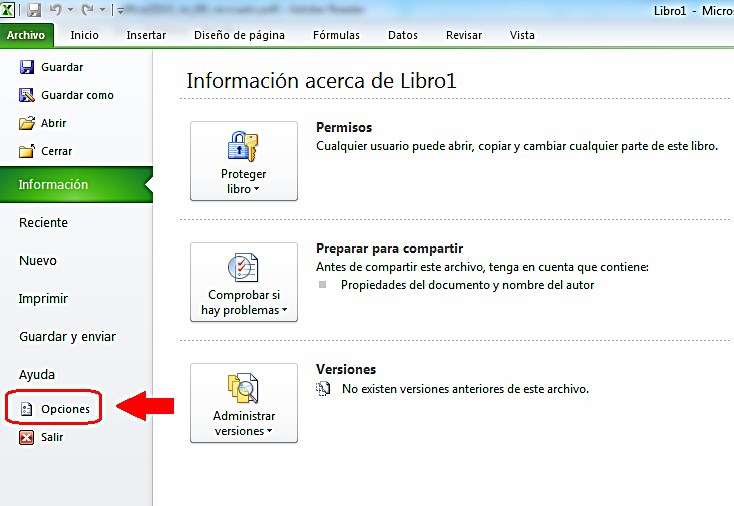 Libro1 - Micros
Archivo Inicio Insertar Diseño de página Fórmulas Datos Revisar Vista
Guardar
Guardar como
Abrir
Cerrar
Información
Reciente
Nuevo
Imprimir
Guardar y enviar
Ayuda
Opciones
Salir
Información acerca de Libro1
Proteger
libro
Permisos
Cualquier usuario puede abrir, copiar y cambiar cualquier parte de este libro.
Comprobar si
hay problemas
Preparar para compartir
Antes de compartir este archivo, tenga en cuenta que contiene:
Propiedades del documento y nombre del autor
Administrar
versiones
Versiones
No existen versiones anteriores de este archivo.